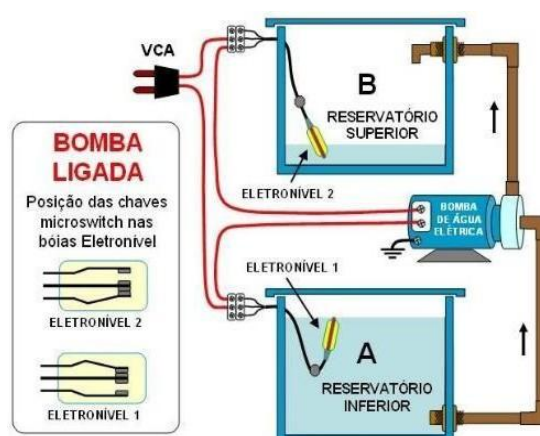 VCA
BOMBA
LIGADA
Posição das chaves
microswitch nas
bóias Eletronível
ELETRONÍVEL 2
ELETRONÍVEL 1
B
RESERVATÓRIO
SUPERIOR
ELETRONÍVEL 2
BOMBA
DE ÁGUA
ELÉTRICA
ELETRONÍVEL 1
A
RESERVATÓRIO
INFERIOR